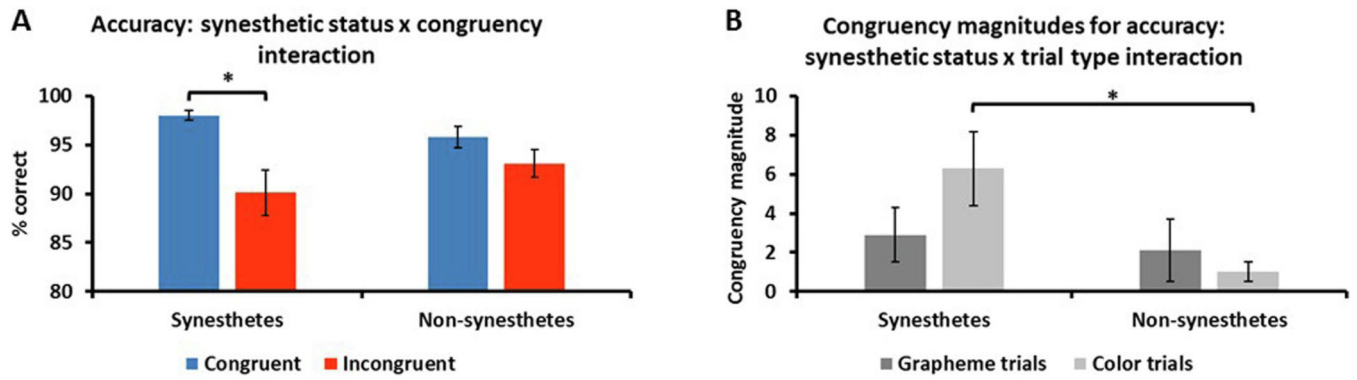 A
Accuracy: synesthetic status x congruency
interaction
*
100
95
90
85
80
% correct
Synesthetes
Non-synesthetes
Congruent
Incongruent
B
Congruency magnitudes for accuracy:
synesthetic status x trial type interaction
*
10
8
6
4
2
0
Congruency magnitude
Synesthetes
Non-synesthetes
Grapheme trials
Color trials